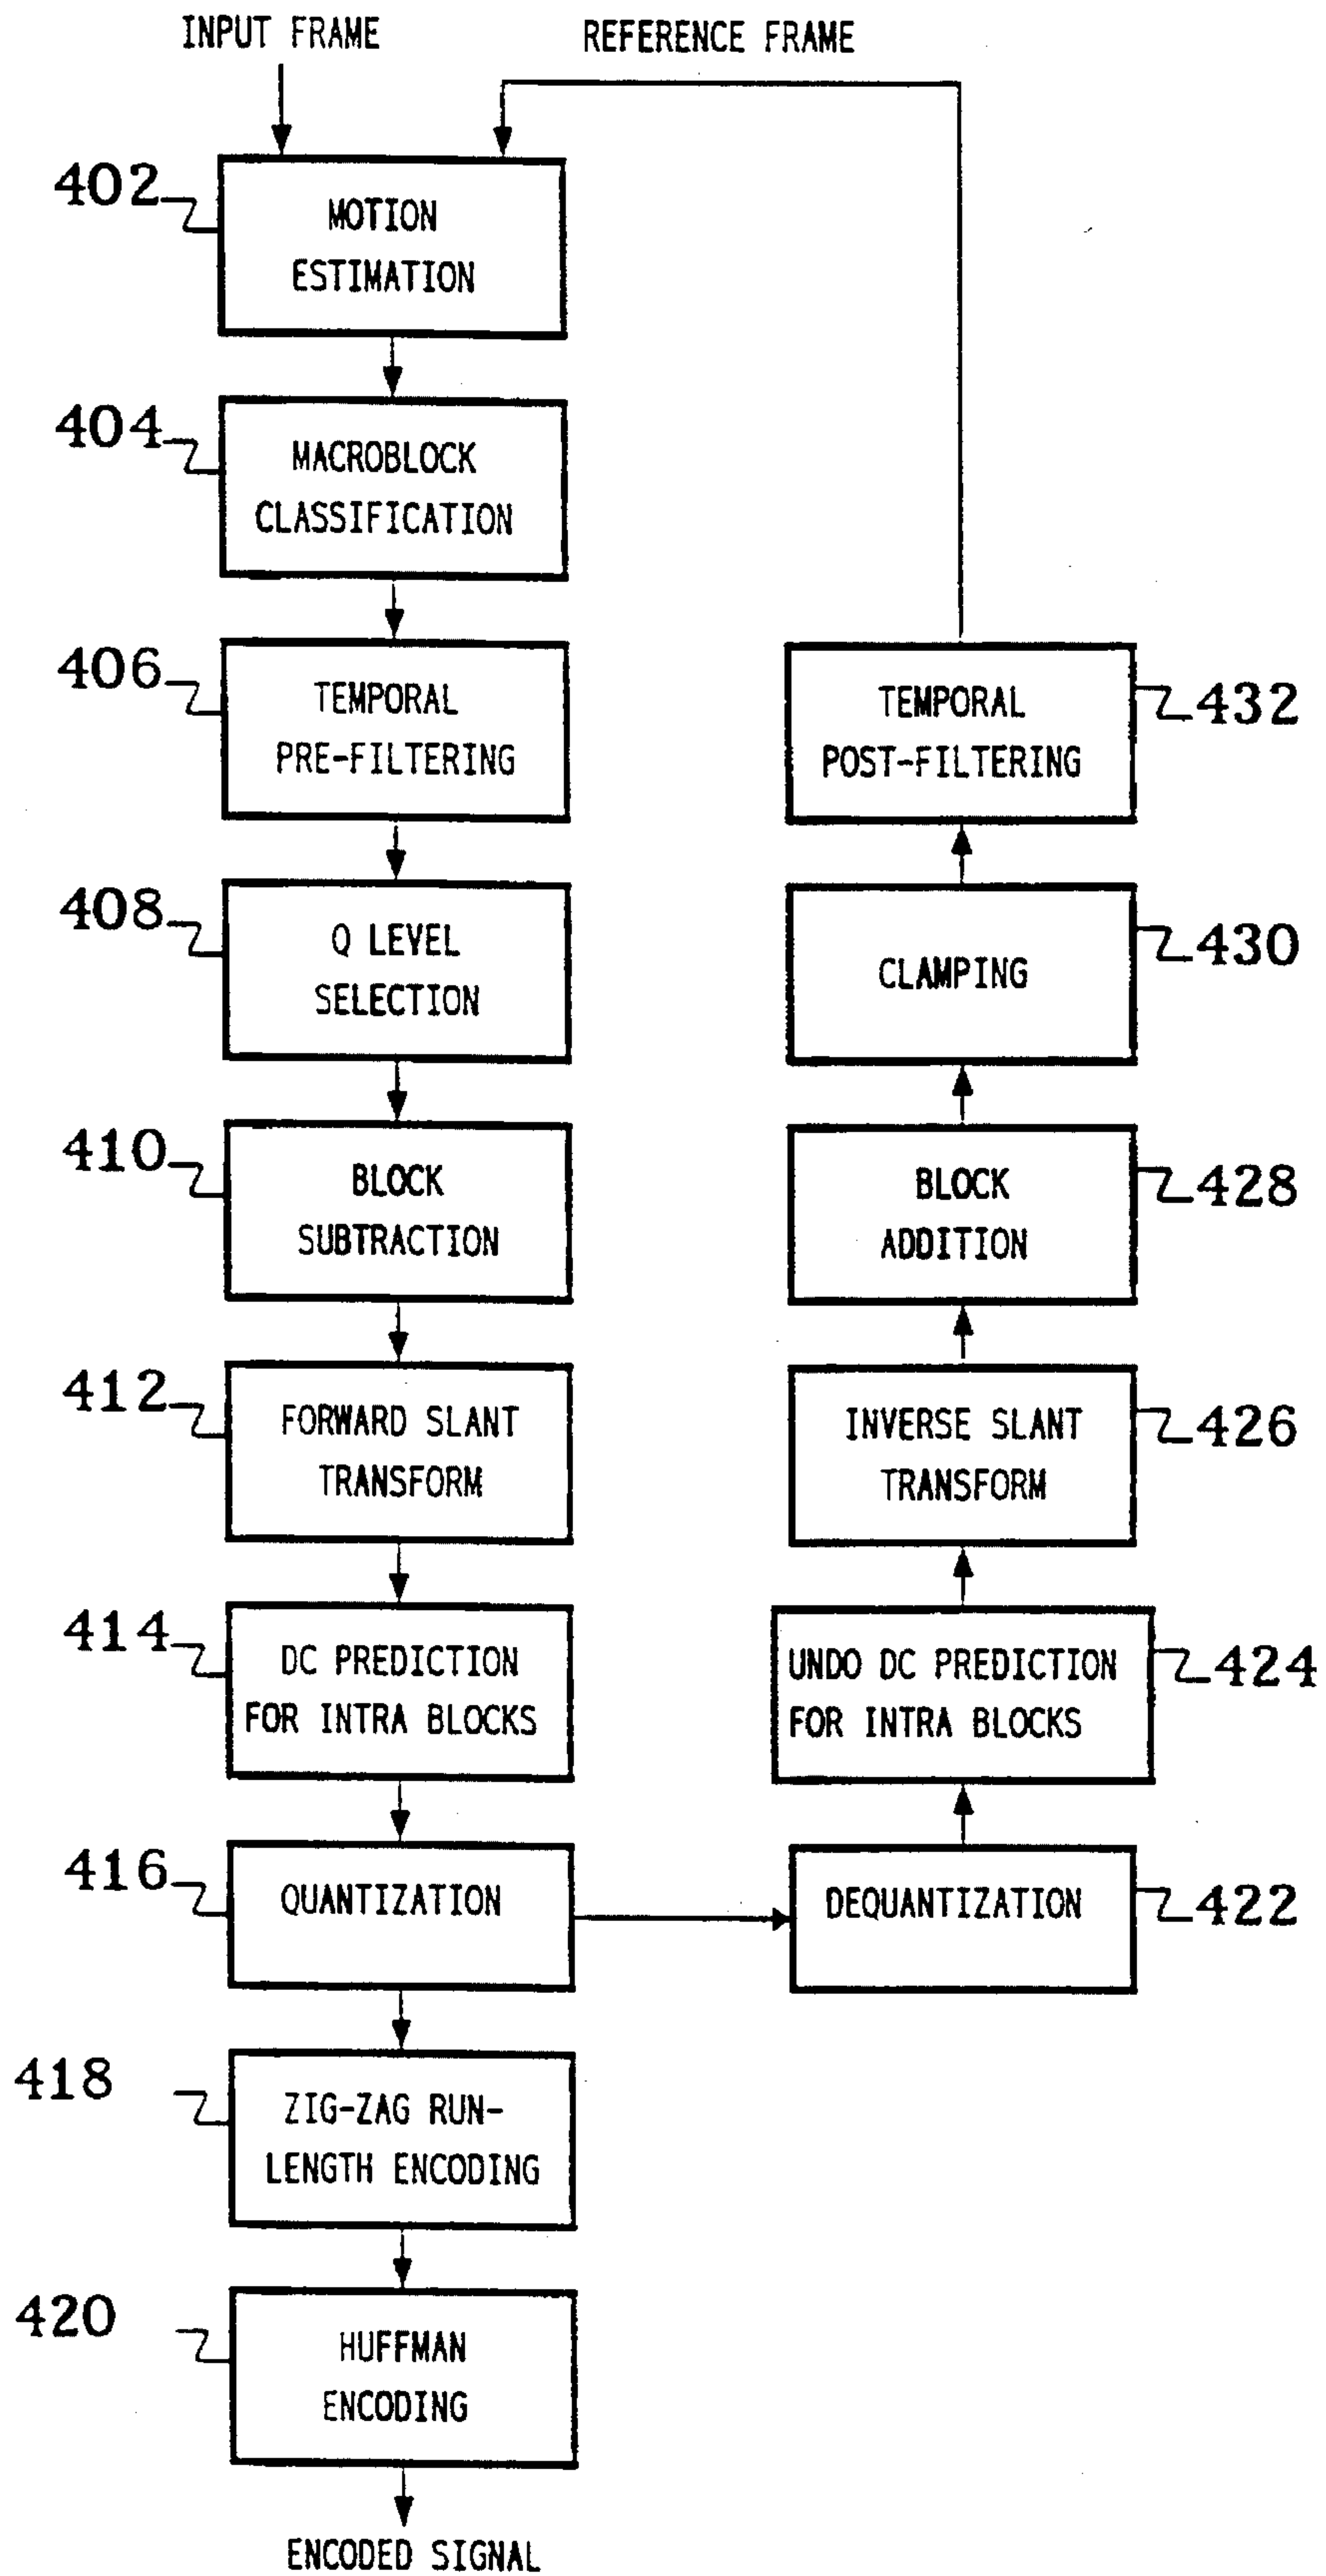 INPUT FRAME
REFERENCE FRAME
402
MOTION
ESTIMATION
404
MACROBLOCK
CLASSIFICATION
406
TEMPORAL
PRE-FILTERING
408
Q LEVEL
SELECTION
410
BLOCK
SUBTRACTION
412
FORWARD SLANT
TRANSFORM
414
DC PREDICTION
FOR INTRA BLOCKS
416
QUANTIZATION
418
ZIG-ZAG RUN-
LENGTH ENCODING
420
HUFFMAN
ENCODING
ENCODED SIGNAL
DEQUANTIZATION
422
UNDO DC PREDICTION
FOR INTRA BLOCKS
424
INVERSE SLANT
TRANSFORM
426
BLOCK
ADDITION
428
CLAMPING
430
TEMPORAL
POST-FILTERING
432